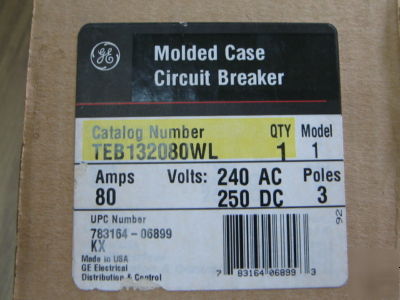 GE
Molded Case
Circuit Breaker
Catalog Number QTY Model
TEB132080WL 1 1
Amps Volts: 240 AC Poles
80 250 DC 3
UPC Number
783164-06899
KX
Made in USA
GE Electrical
Distribution & Control
92
7 83164 06899 3